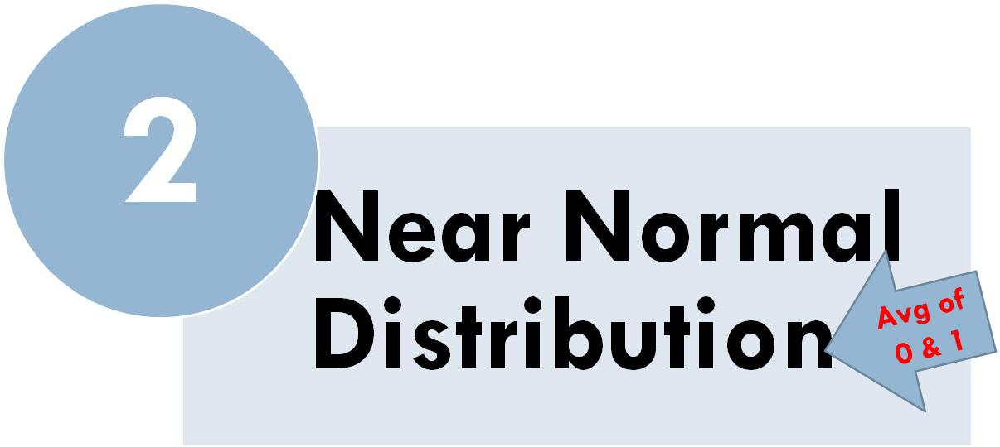 2
Near Normal
Distribution
Avg of
0 & 1